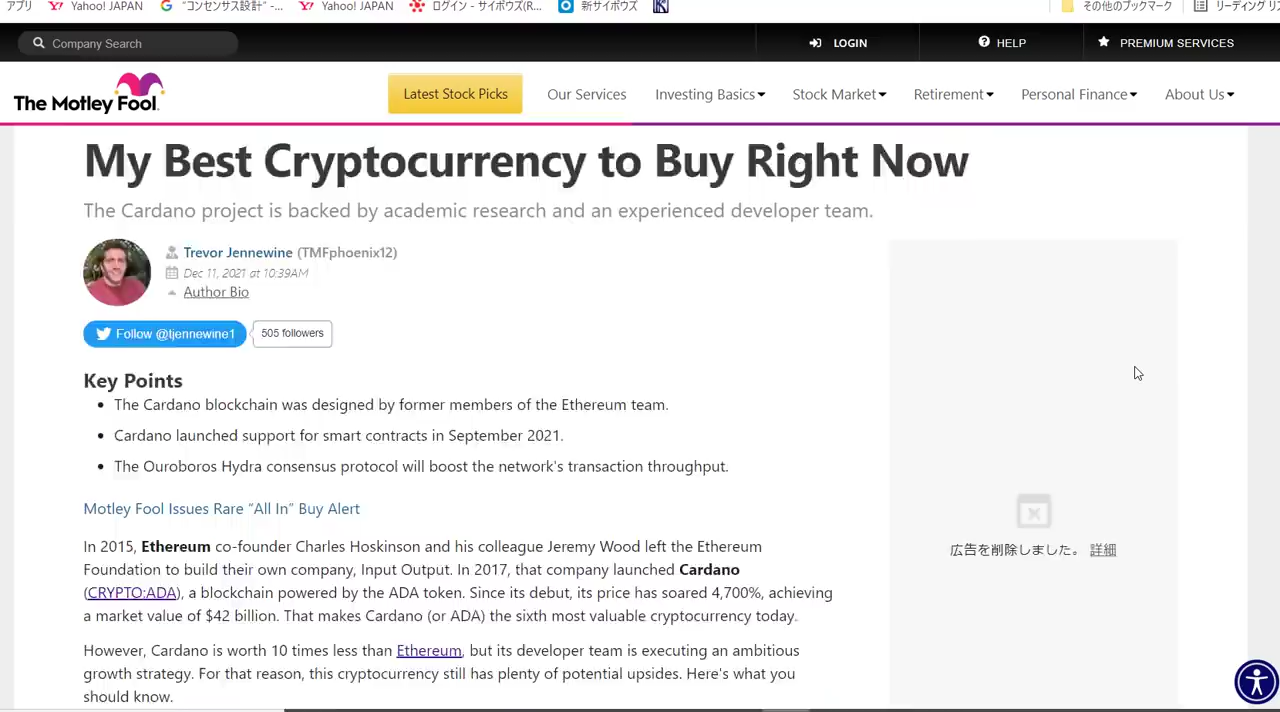 アプリ Yahoo! JAPAN "コンセンサス設計" -... Yahoo! JAPAN ログイン - サイボウズ(R... 新サイボウズ その他のブックマーク リーディング リス
Company Search LOGIN HELP PREMIUM SERVICES
The Motley Fool. Latest Stock Picks Our Services Investing Basics Stock Market Retirement Personal Finance About Us
My Best Cryptocurrency to Buy Right Now
The Cardano project is backed by academic research and an experienced developer team.
Trevor Jennewine (TMFphoenix12)
Dec 11, 2021 at 10:39AM
Author Bio
Follow @tjennewine1 505 followers
Key Points
• The Cardano blockchain was designed by former members of the Ethereum team.
• Cardano launched support for smart contracts in September 2021.
• The Ouroboros Hydra consensus protocol will boost the network's transaction throughput.
Motley Fool Issues Rare “All In” Buy Alert
In 2015, Ethereum co-founder Charles Hoskinson and his colleague Jeremy Wood left the Ethereum
Foundation to build their own company, Input Output. In 2017, that company launched Cardano
(CRYPTO:ADA), a blockchain powered by the ADA token. Since its debut, its price has soared 4,700%, achieving
a market value of $42 billion. That makes Cardano (or ADA) the sixth most valuable cryptocurrency today.
However, Cardano is worth 10 times less than Ethereum, but its developer team is executing an ambitious
growth strategy. For that reason, this cryptocurrency still has plenty of potential upsides. Here's what you
should know.
広告を削除しました。 詳細